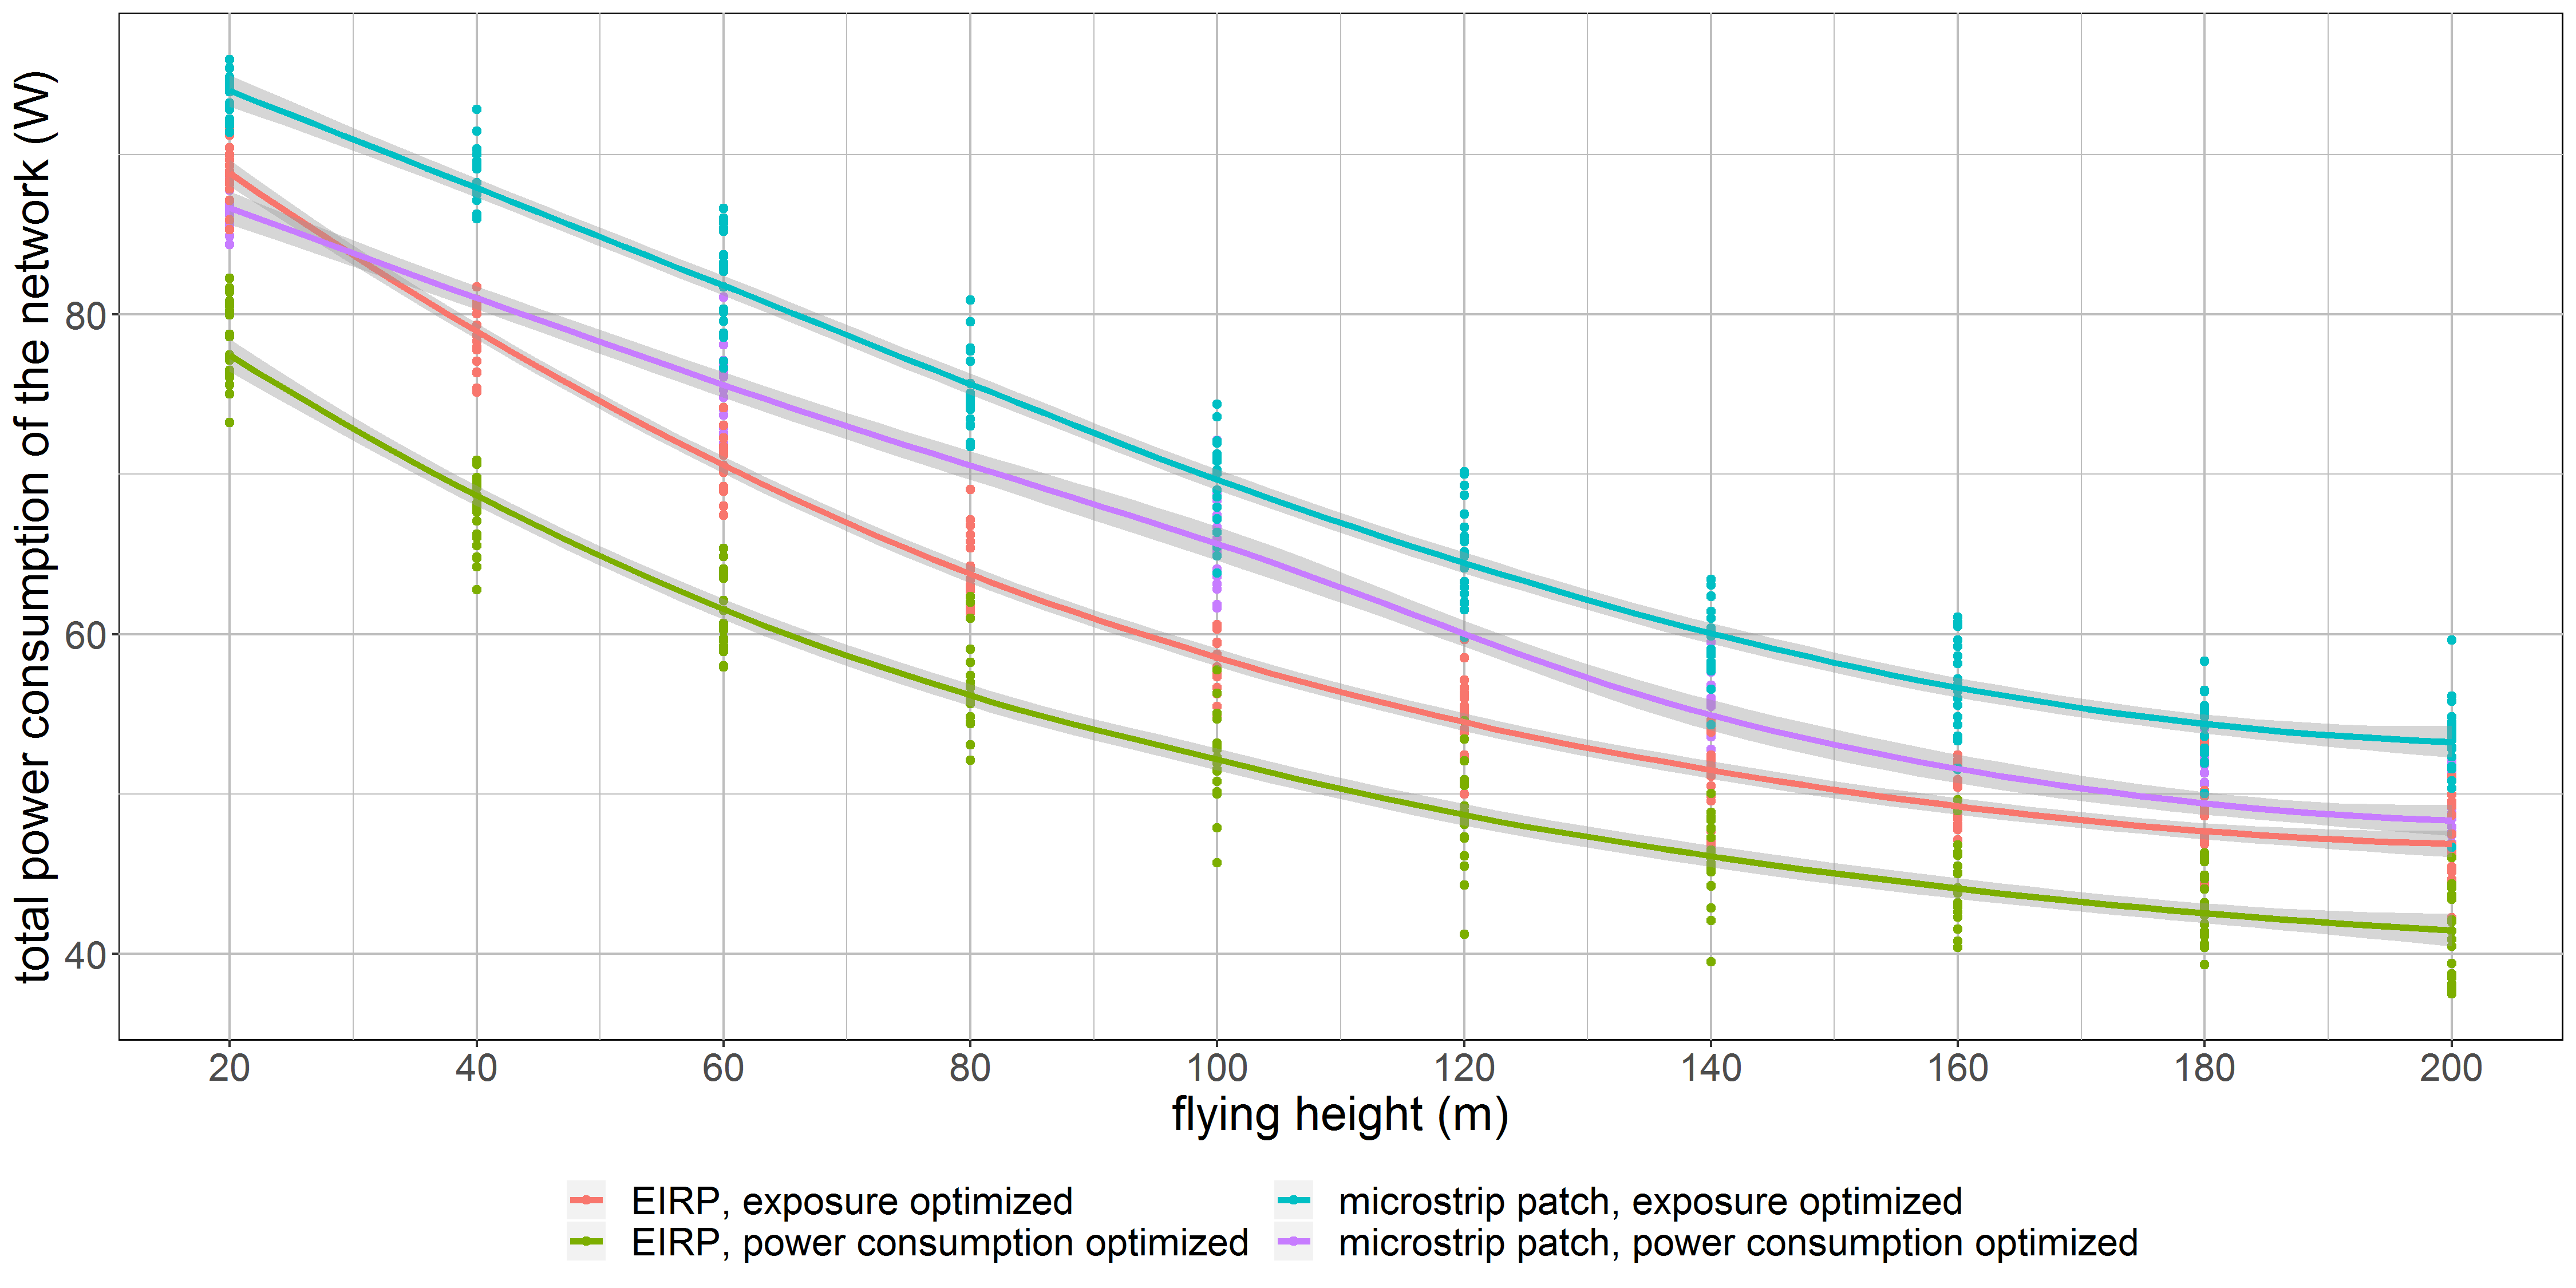 total power consumption of the network (W)
80
60
40
20 40 60 80 100 120 140 160 180 200
flying height (m)
EIRP, exposure optimized
EIRP, power consumption optimized
microstrip patch, exposure optimized
microstrip patch, power consumption optimized